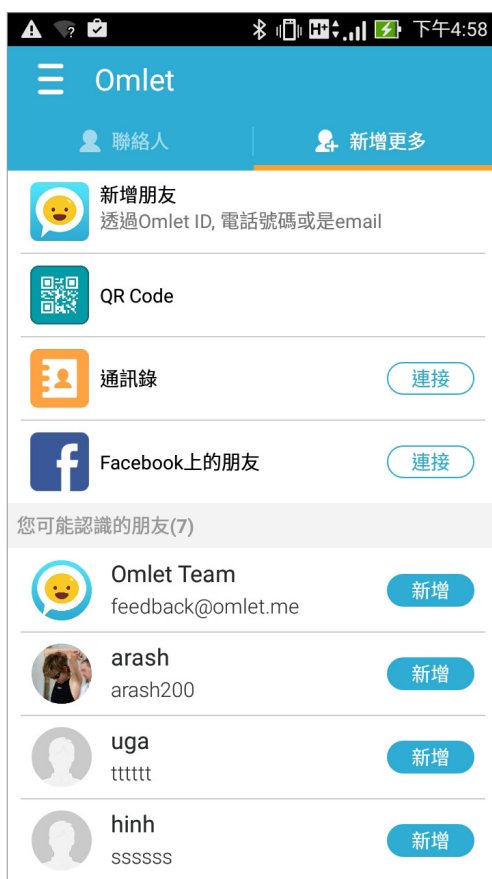 下午4:58
Omlet
聯絡人
新增更多
新增朋友
透過Omlet ID, 電話號碼或是email
QR Code
通訊錄
連接
Facebook上的朋友
連接
您可能認識的朋友(7)
Omlet Team
feedback@omlet.me
新增
arash
arash200
新增
uga
tttttt
新增
hinh
ssssss
新增